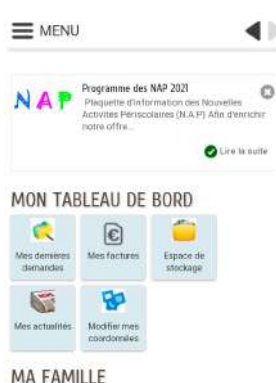 MENU
NAP
Programme des NAP 2021
Plaquette d'information des Nouvelles
Activités Périscolaires (N.A.P) Afin d'enrichir
notre offre...
Lire la suite
MON TABLEAU DE BORD
Mes dernières
demandes
Mes factures
Espace de
stockage
Mes actualités
Modifier mes
coordonnées
MA FAMILLE